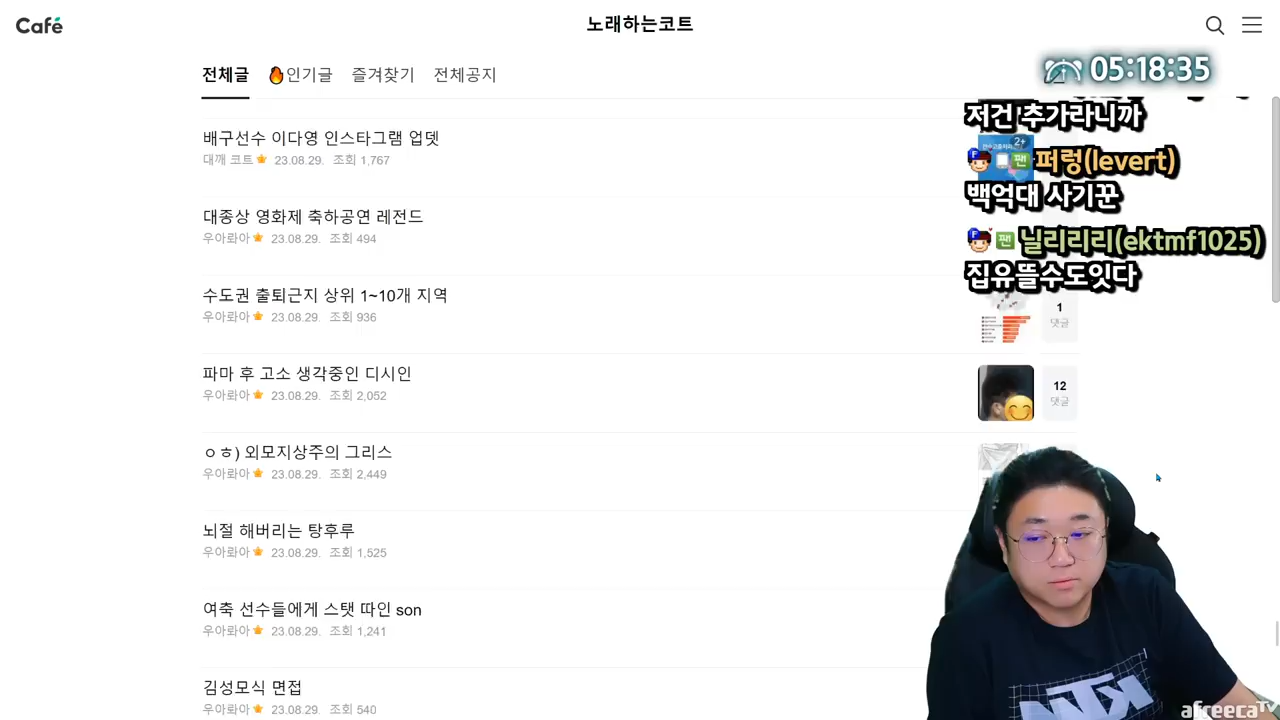 Café
노래하는코트
전체글
🔥인기글
즐겨찾기
전체공지
05:18:35
배구선수 이다영 인스타그램 업뎃
대깨 코트 23.08.29. 조회 1,767
대종상 영화제 축하공연 레전드
우아롸아 23.08.29. 조회 494
수도권 출퇴근지 상위 1~10개 지역
우아롸아 23.08.29. 조회 936
1
댓글
파마 후 고소 생각중인 디시인
우아롸아 23.08.29. 조회 2,052
12
댓글
ㅇㅎ) 외모지상주의 그리스
우아롸아 23.08.29. 조회 2,449
뇌절 해버리는 탕후루
우아롸아 23.08.29. 조회 1,525
여축 선수들에게 스탯 따인 son
우아롸아 23.08.29. 조회 1,241
김성모식 면접
우아롸아 23.08.29. 조회 540
저건 추가라니까
2+
F 짠! 퍼렁(levert)
백억대 사기꾼
F 짠! 닐리리리(ektmf1025)
집유뜰수도잇다
afreecaTV